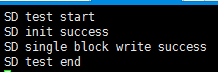 SD test start
SD init success
SD single block write success
SD test end